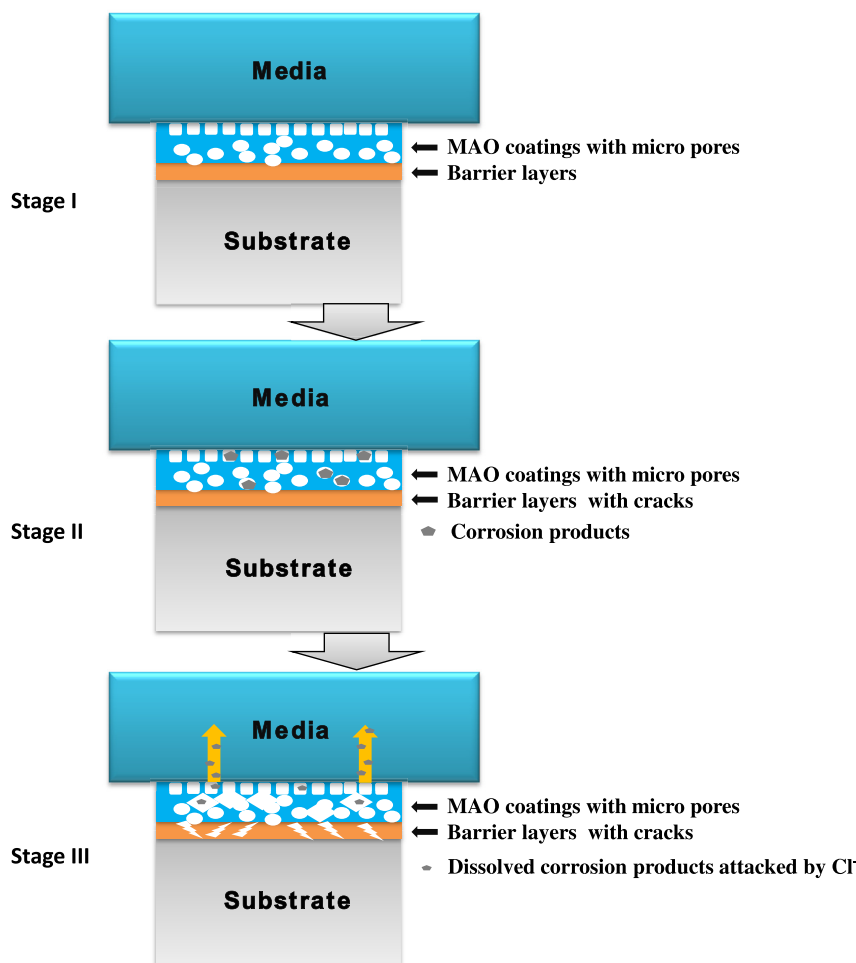 Media
MAO coatings with micro pores
Barrier layers
Stage I
Substrate
Media
MAO coatings with micro pores
Barrier layers with cracks
Stage II
Corrosion products
Substrate
Media
MAO coatings with micro pores
Barrier layers with cracks
Stage III
Dissolved corrosion products attacked by Cl⁻
Substrate